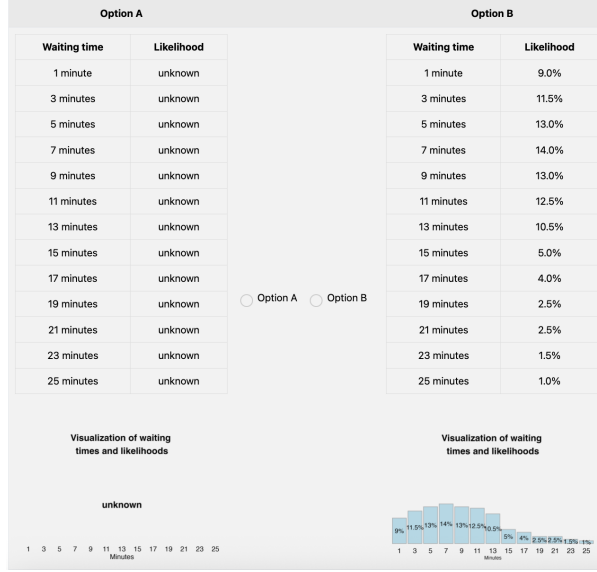 Option A
Option B
Waiting time Likelihood
1 minute unknown
3 minutes unknown
5 minutes unknown
7 minutes unknown
9 minutes unknown
11 minutes unknown
13 minutes unknown
15 minutes unknown
17 minutes unknown
19 minutes unknown
21 minutes unknown
23 minutes unknown
25 minutes unknown
Visualization of waiting
times and likelihoods
unknown
1 3 5 7 9 11 13 15 17 19 21 23 25
Minutes
Option A Option B
Waiting time Likelihood
1 minute 9.0%
3 minutes 11.5%
5 minutes 13.0%
7 minutes 14.0%
9 minutes 13.0%
11 minutes 12.5%
13 minutes 10.5%
15 minutes 5.0%
17 minutes 4.0%
19 minutes 2.5%
21 minutes 2.5%
23 minutes 1.5%
25 minutes 1.0%
Visualization of waiting
times and likelihoods
9% 11.5% 13% 14% 13% 12.5% 10.5% 5% 4% 2.5% 2.5% 1.5% 1%
1 3 5 7 9 11 13 15 17 19 21 23 25
Minutes